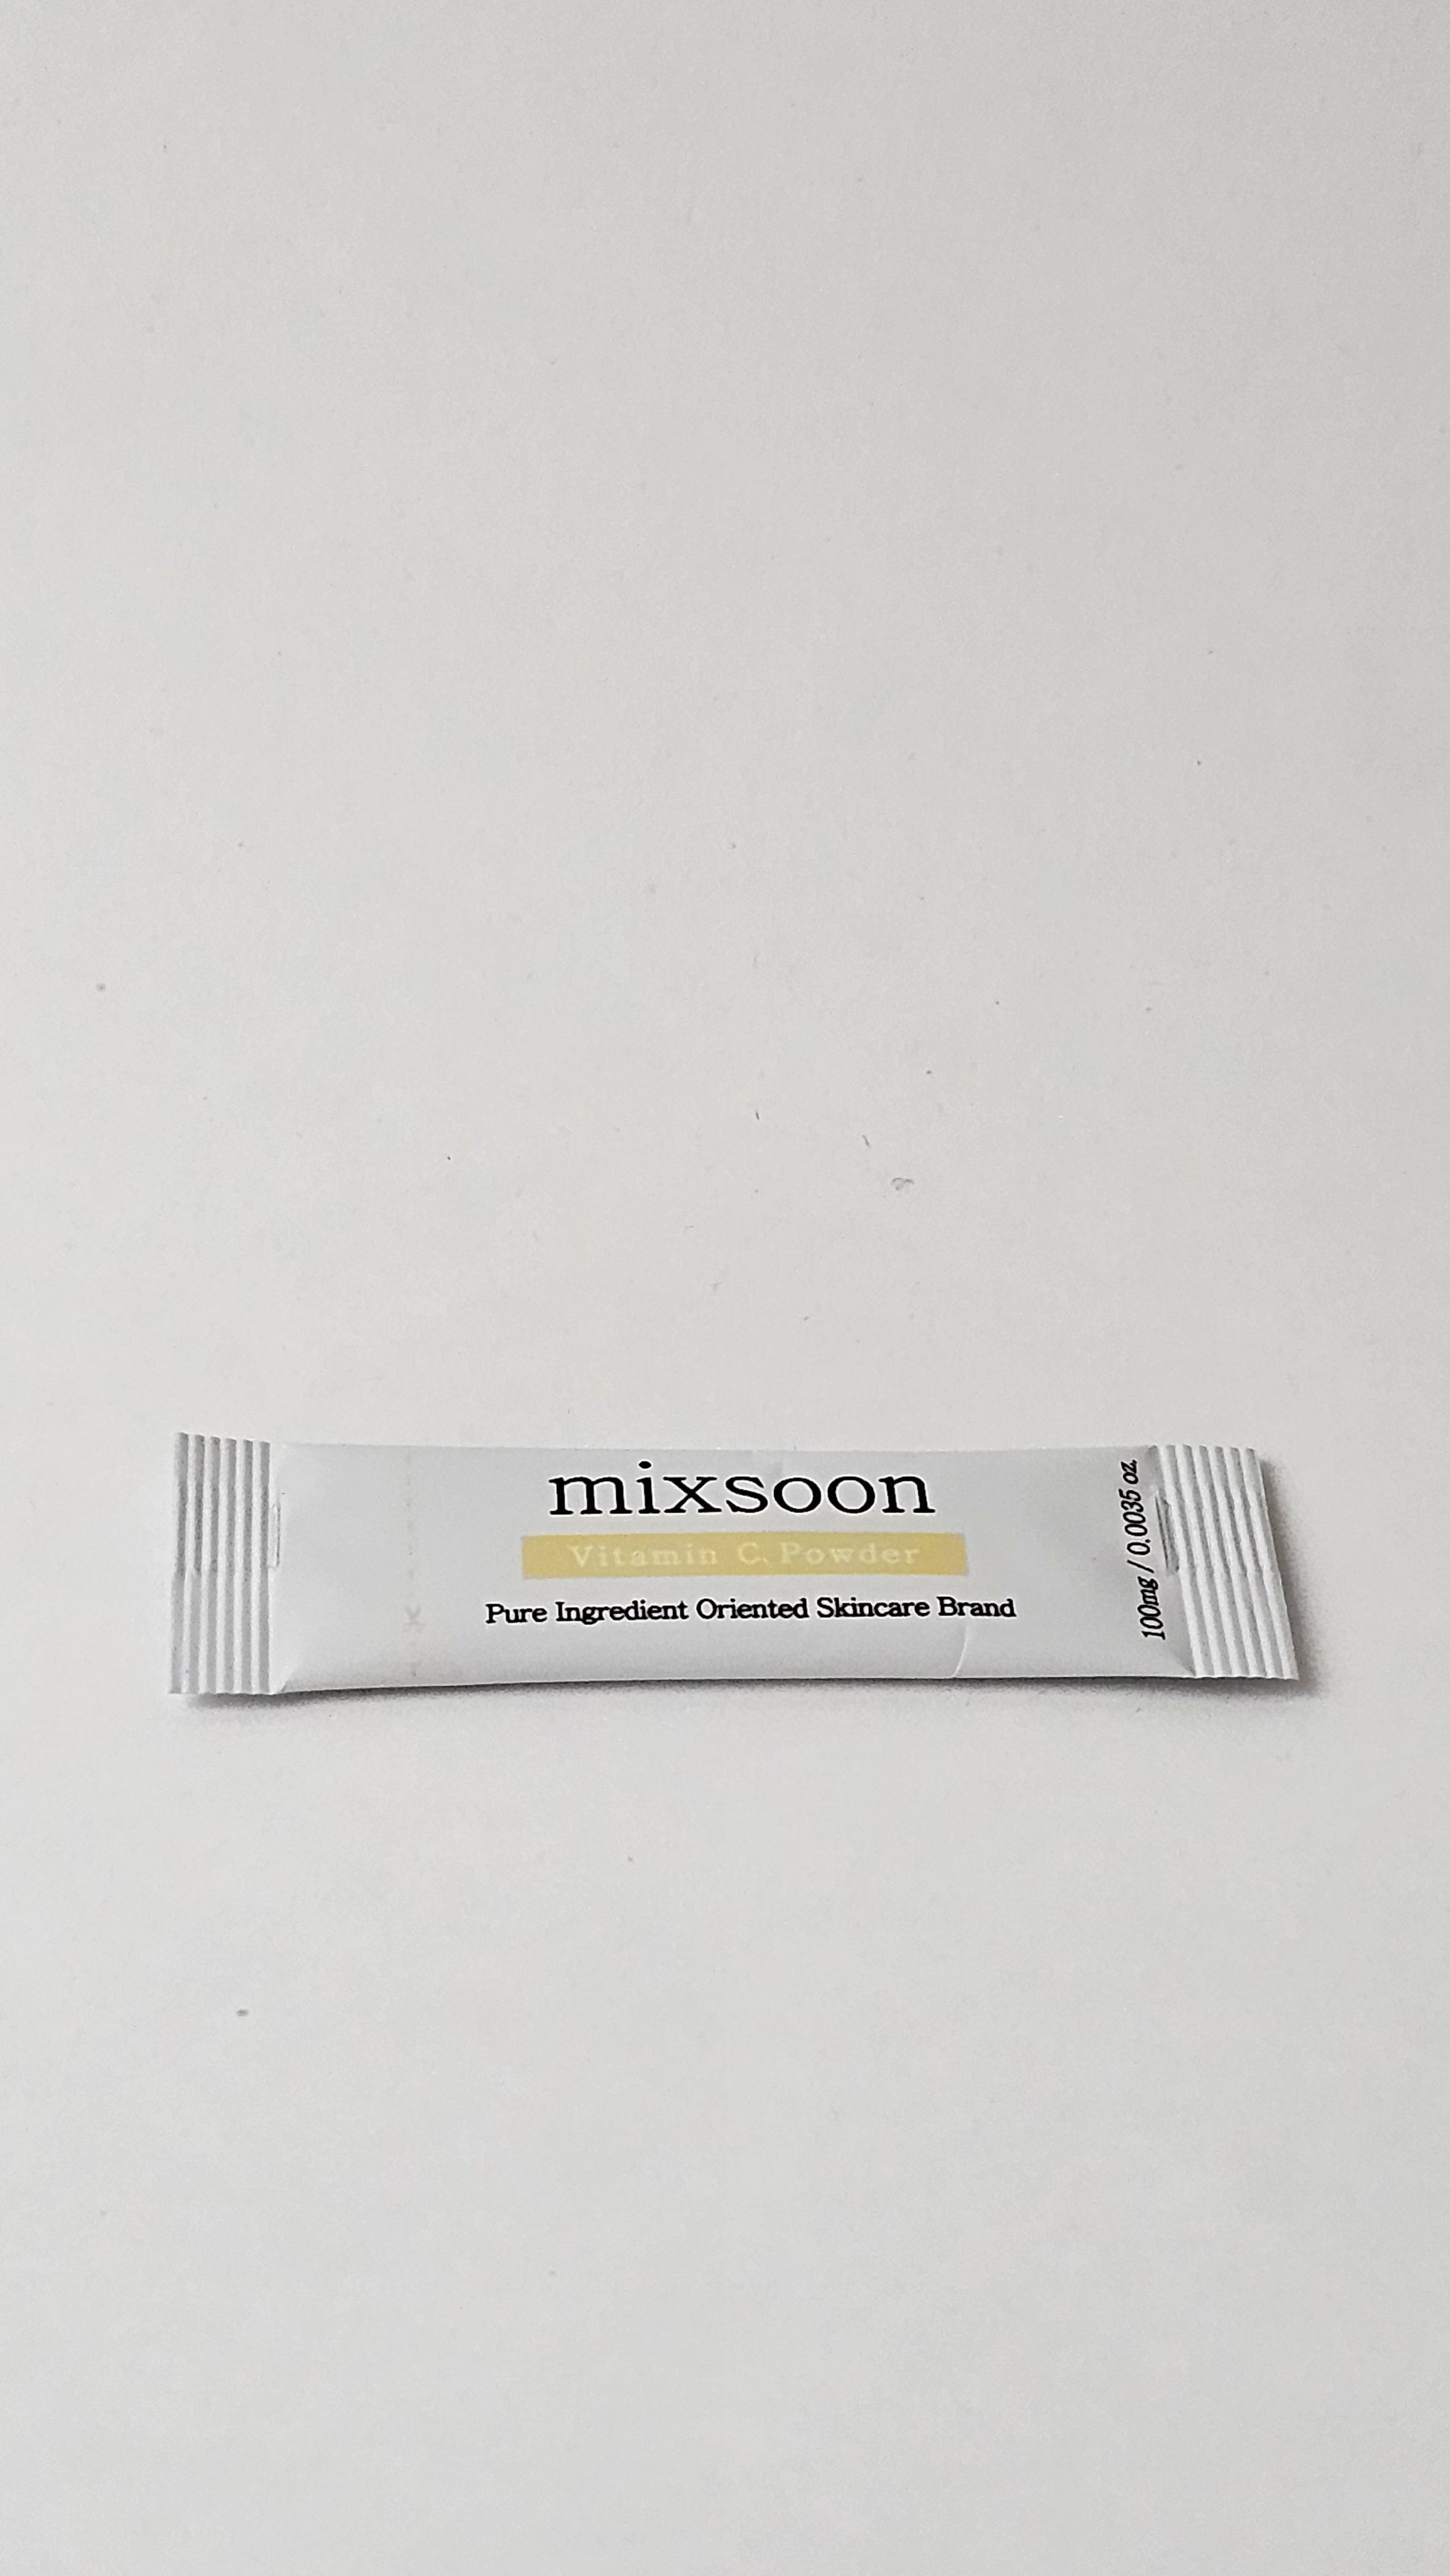 mixsoon
Vitamin C Powder
Pure Ingredient Oriented Skincare Brand
100mg / 0.0035 oz.